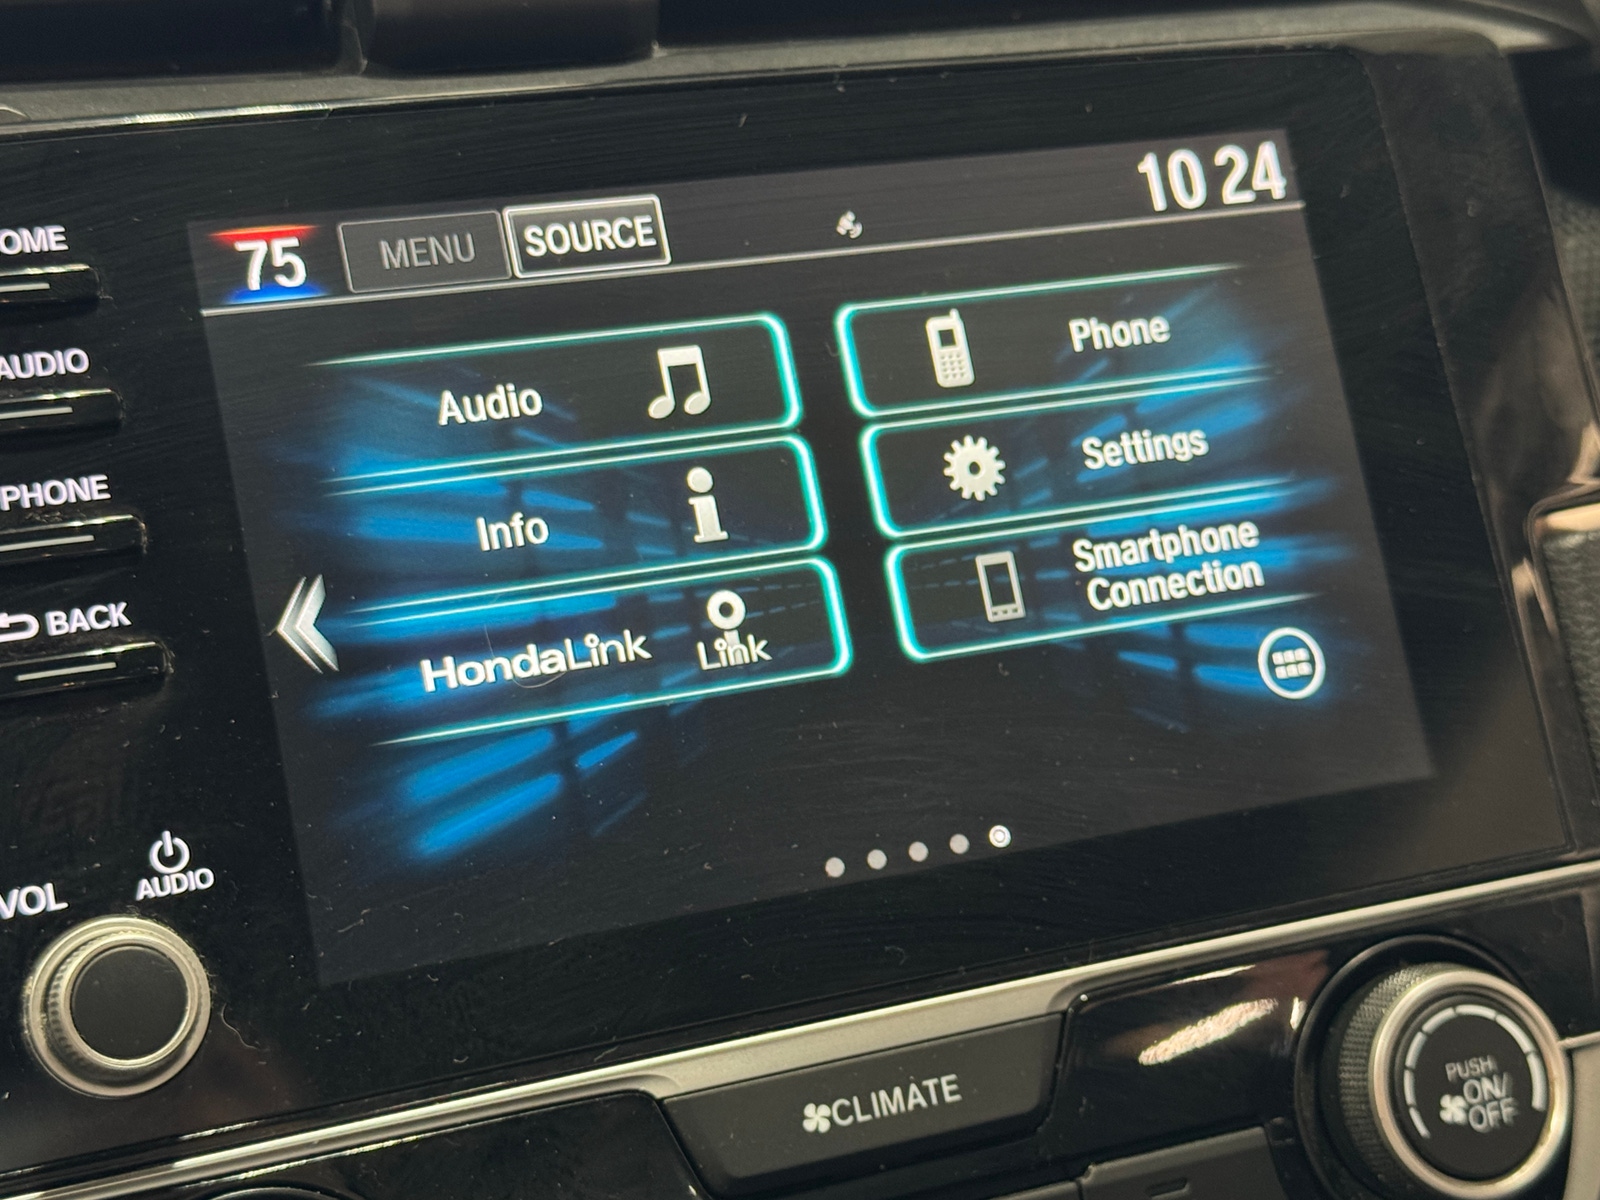 75 MENU SOURCE 10 24
OME
AUDIO
PHONE
BACK
VOL
AUDIO
Audio
Info
HondaLink Link
Phone
Settings
Smartphone
Connection
CLIMATE
PUSH
ON/
OFF